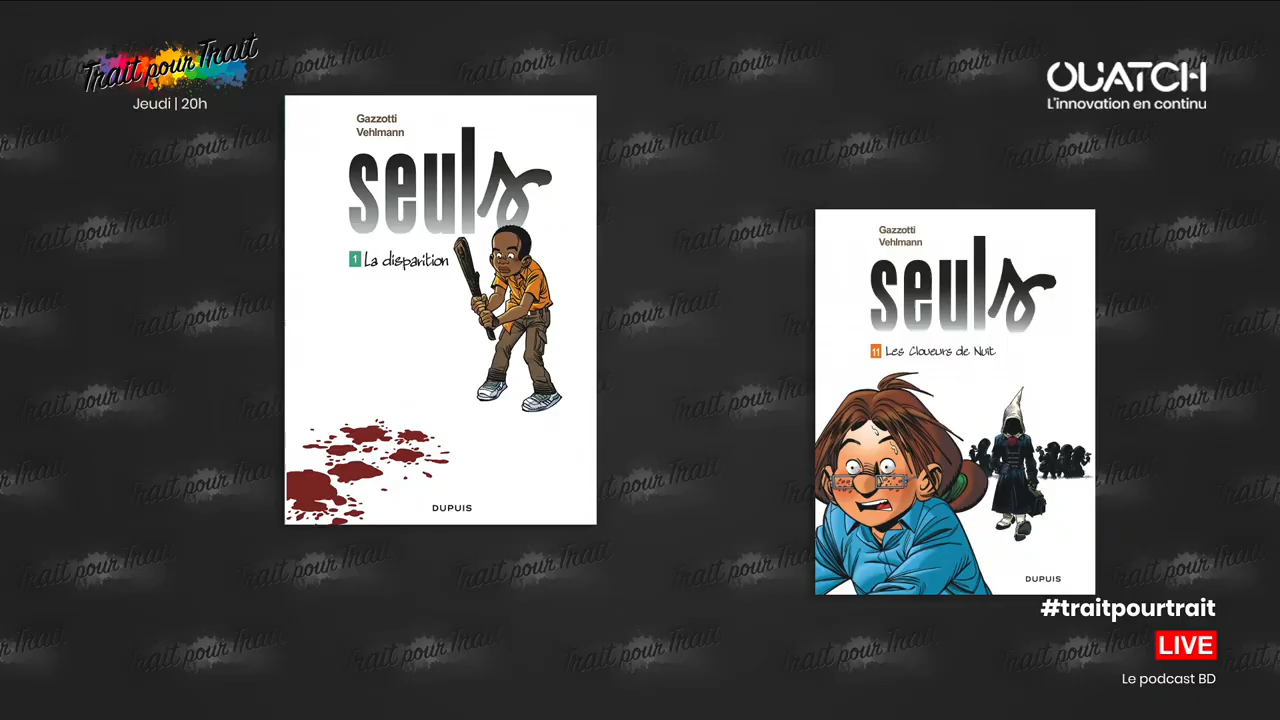 Trait pour Trait
Jeudi | 20h
OUATCH
L'innovation en continu
Gazzotti
Vehlmann
seuls
1 La disparition
DUPUIS
Gazzotti
Vehlmann
seuls
11 Les Cloueurs de Nuit
DUPUIS
#traitpourtrait
LIVE
Le podcast BD